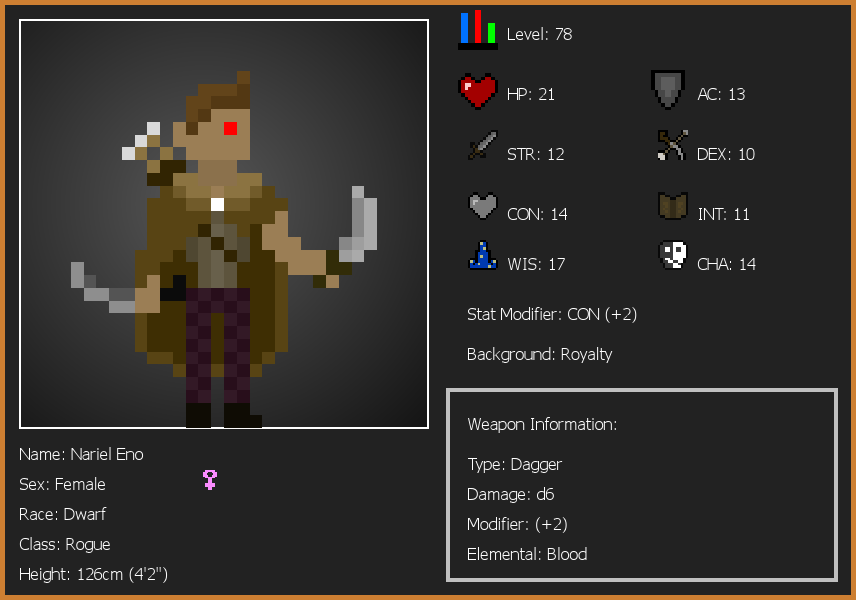 Level: 78
HP: 21
AC: 13
STR: 12
DEX: 10
CON: 14
INT: 11
WIS: 17
CHA: 14
Stat Modifier: CON (+2)
Background: Royalty
Weapon Information:
Type: Dagger
Damage: d6
Modifier: (+2)
Elemental: Blood
Name: Nariel Eno
Sex: Female
Race: Dwarf
Class: Rogue
Height: 126cm (4'2")